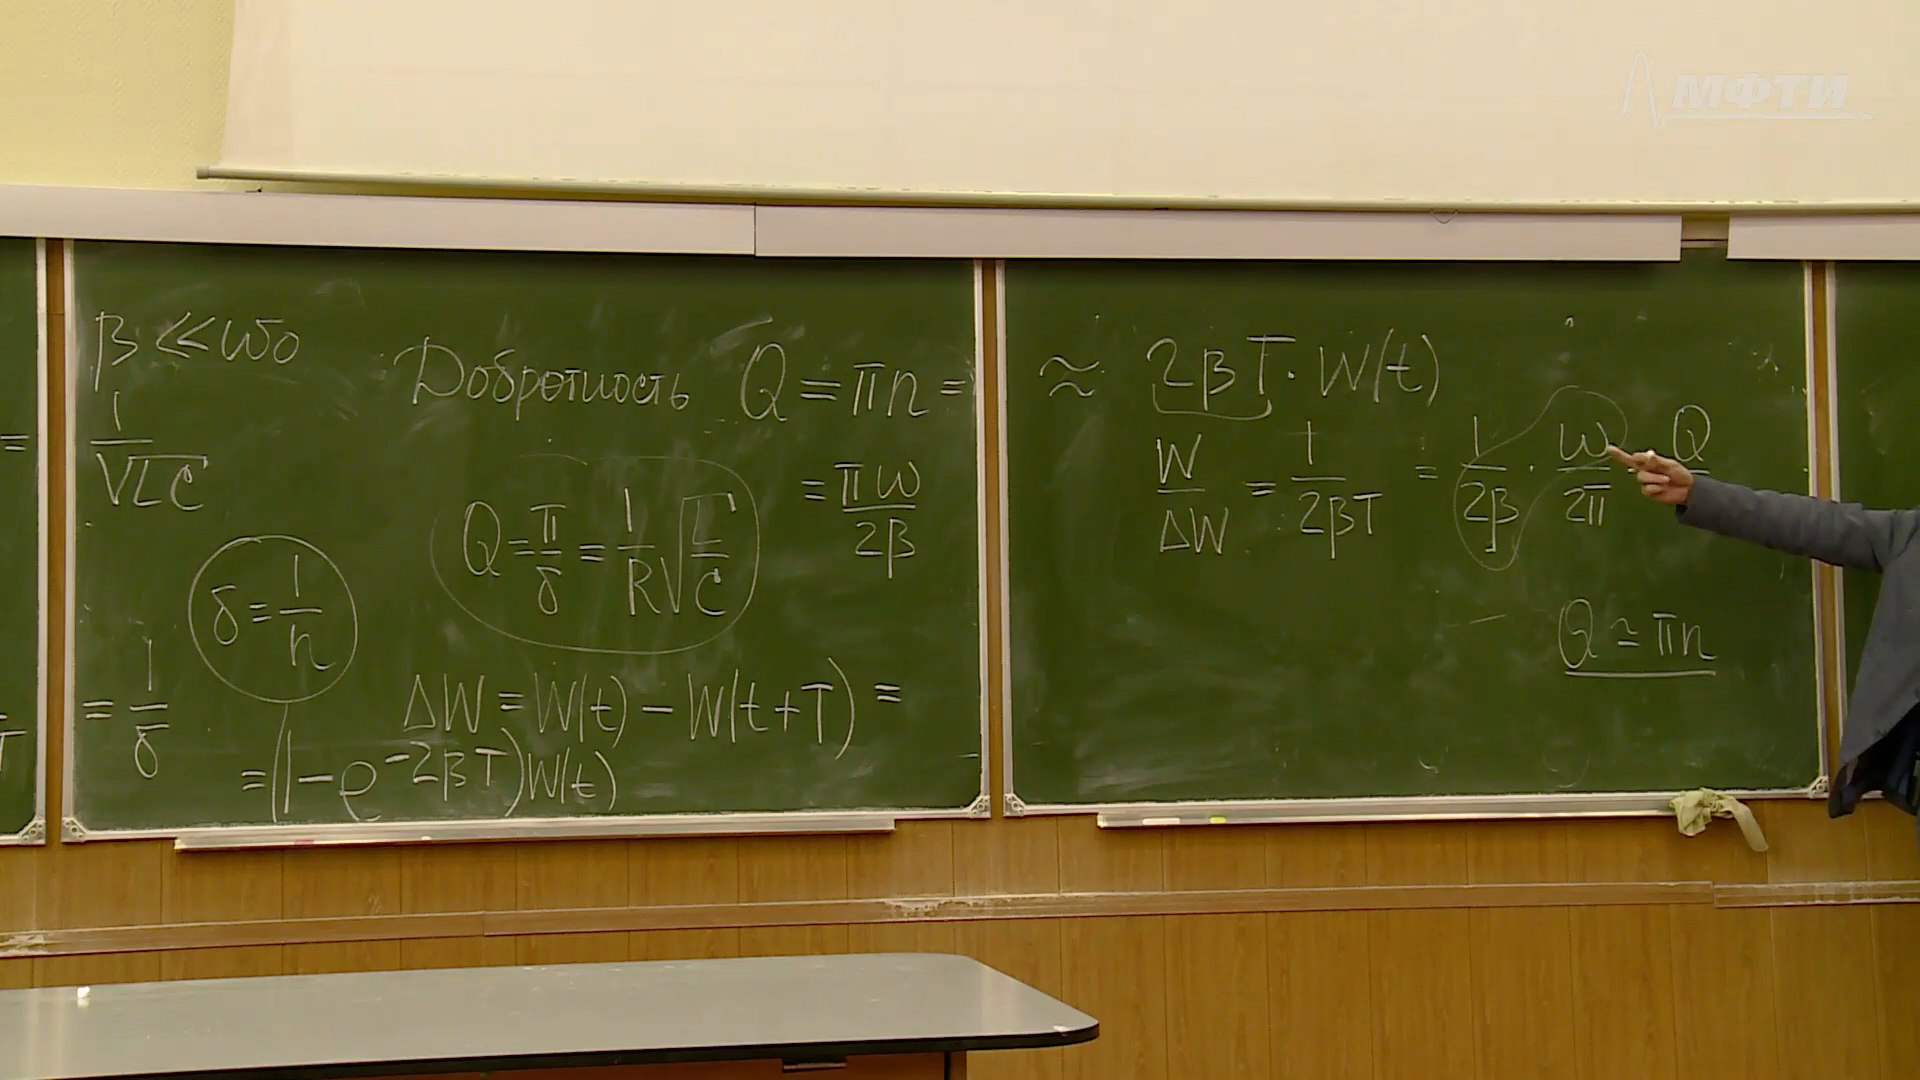 МФТИ
=
T
β ≪ ω₀
1/√LC
δ = 1/n
= 1/δ
Добротность Q = πn =
= πω/2β
Q = π/δ = 1/R √L/C
ΔW = W(t) − W(t+T) =
= (1 − e^−2βT)W(t)
≈ 2βT · W(t)
W/ΔW = 1/2βT = 1/2β · ω/2π Q
Q = πn